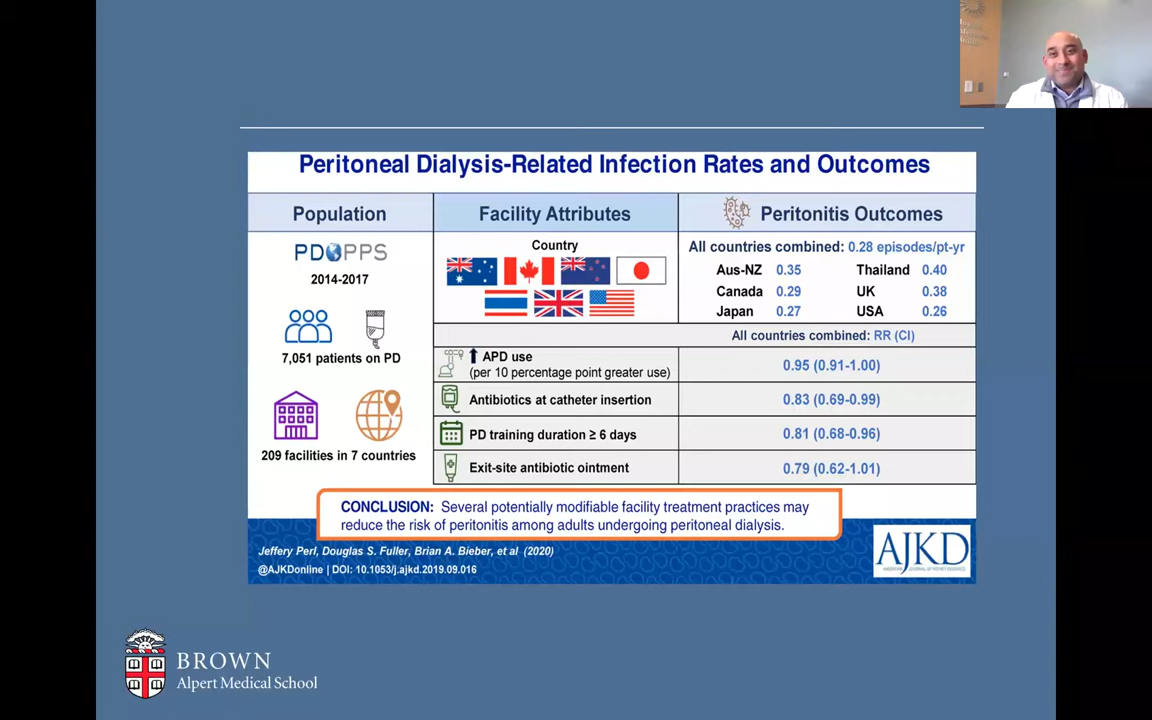 Peritoneal Dialysis-Related Infection Rates and Outcomes
Population
PDOPPS
2014-2017
7,051 patients on PD
209 facilities in 7 countries
Facility Attributes
Country
Peritonitis Outcomes
All countries combined: 0.28 episodes/pt-yr
Aus-NZ 0.35 Thailand 0.40
Canada 0.29 UK 0.38
Japan 0.27 USA 0.26
All countries combined: RR (CI)
APD use
(per 10 percentage point greater use) 0.95 (0.91-1.00)
Antibiotics at catheter insertion 0.83 (0.69-0.99)
PD training duration ≥ 6 days 0.81 (0.68-0.96)
Exit-site antibiotic ointment 0.79 (0.62-1.01)
CONCLUSION: Several potentially modifiable facility treatment practices may
reduce the risk of peritonitis among adults undergoing peritoneal dialysis.
Jeffery Perl, Douglas S. Fuller, Brian A. Bieber, et al (2020)
@AJKDonline | DOI: 10.1053/j.ajkd.2019.09.016
AJKD
BROWN
Alpert Medical School